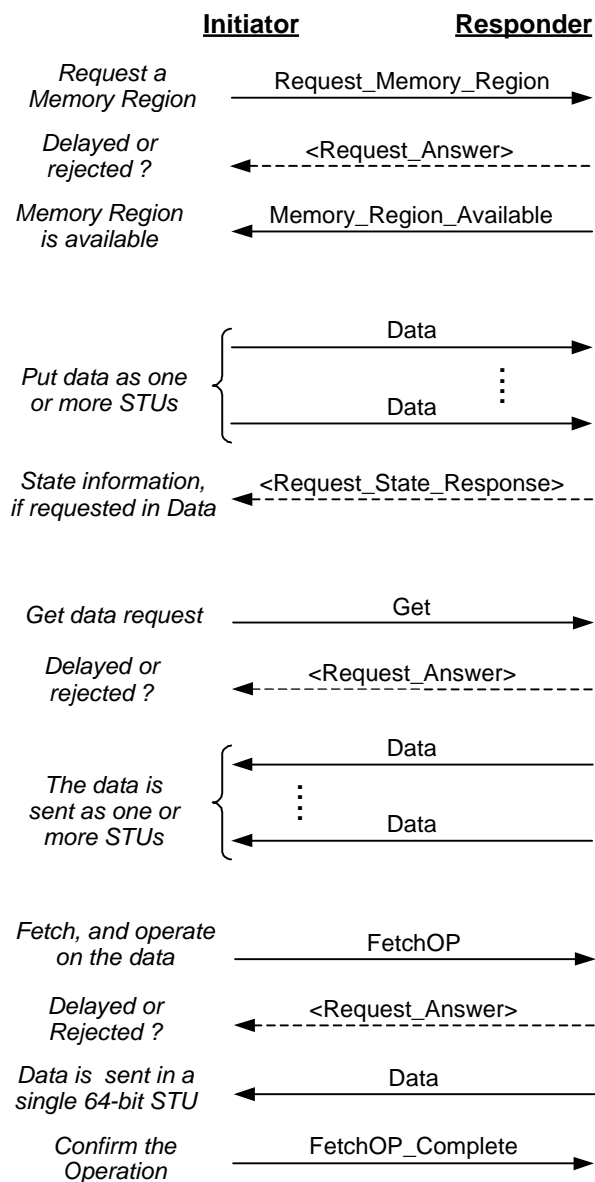 Initiator Responder
Request a
Memory Region
Request_Memory_Region
Delayed or
rejected ?
<Request_Answer>
Memory Region
is available
Memory_Region_Available
Put data as one
or more STUs
Data
Data
State information,
if requested in Data
<Request_State_Response>
Get data request
Get
Delayed or
rejected ?
<Request_Answer>
The data is
sent as one or
more STUs
Data
Data
Fetch, and operate
on the data
FetchOP
Delayed or
Rejected ?
<Request_Answer>
Data is sent in a
single 64-bit STU
Data
Confirm the
Operation
FetchOP_Complete